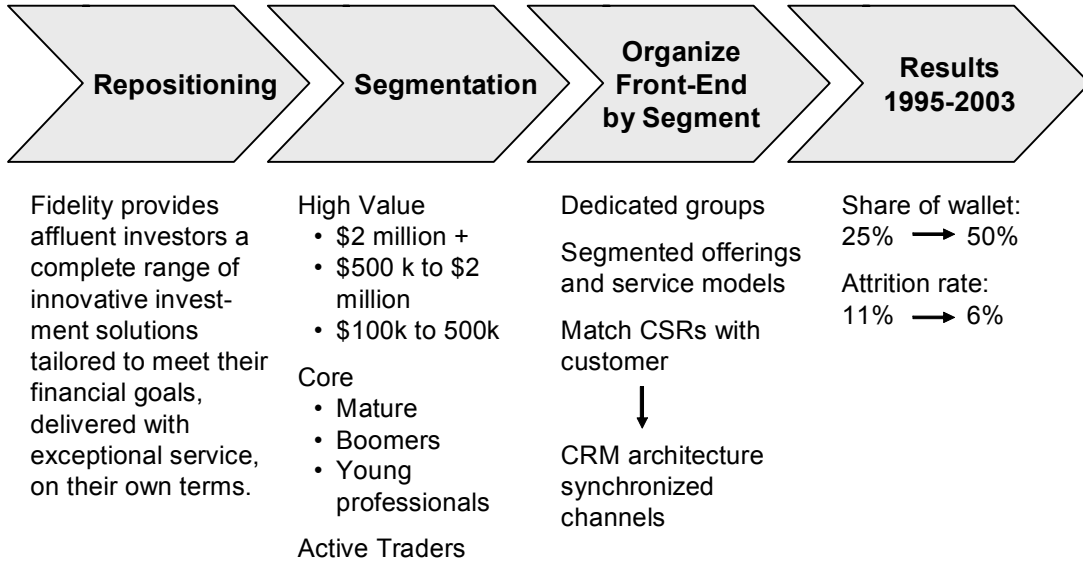 Repositioning
Segmentation
Organize
Front-End
by Segment
Results
1995-2003
Fidelity provides
affluent investors a
complete range of
innovative invest-
ment solutions
tailored to meet their
financial goals,
delivered with
exceptional service,
on their own terms.
High Value
• $2 million +
• $500 k to $2
million
• $100k to 500k
Core
• Mature
• Boomers
• Young
professionals
Active Traders
Dedicated groups
Segmented offerings
and service models
Match CSRs with
customer
CRM architecture
synchronized
channels
Share of wallet:
25% → 50%
Attrition rate:
11% → 6%